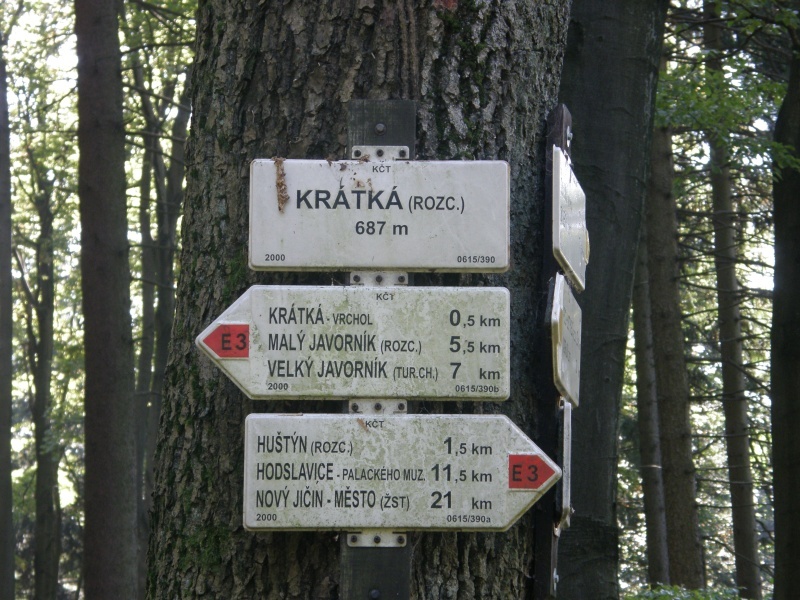 KČT
KRÁTKÁ (ROZC.)
687 m
2000 0615/390
KČT
KRÁTKÁ - VRCHOL 0,5 km
MALÝ JAVORNÍK (ROZC.) 5,5 km
VELKÝ JAVORNÍK (TUR.CH.) 7 km
E3
2000 0615/390b
KČT
HUŠTÝN (ROZC.) 1,5 km
HODSLAVICE - PALACKÉHO MUZ. 11,5 km
NOVÝ JIČIN - MĚSTO (ŽST) 21 km
E3
2000 0615/390a